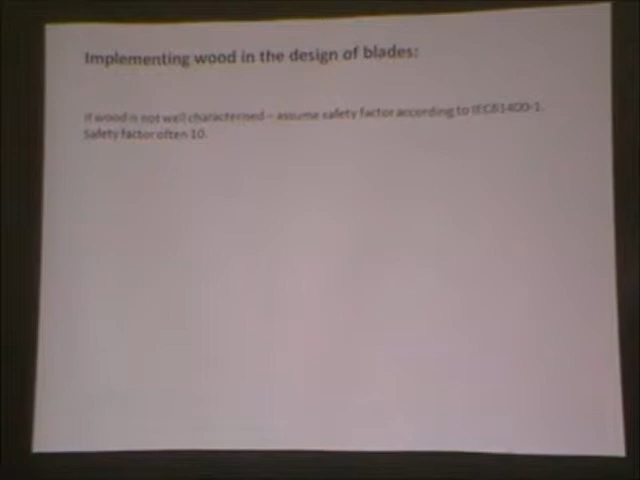 Implementing wood in the design of blades:
If wood is not well characterised – assume safety factor according to IEC61400-1.
Safety factor often 10.